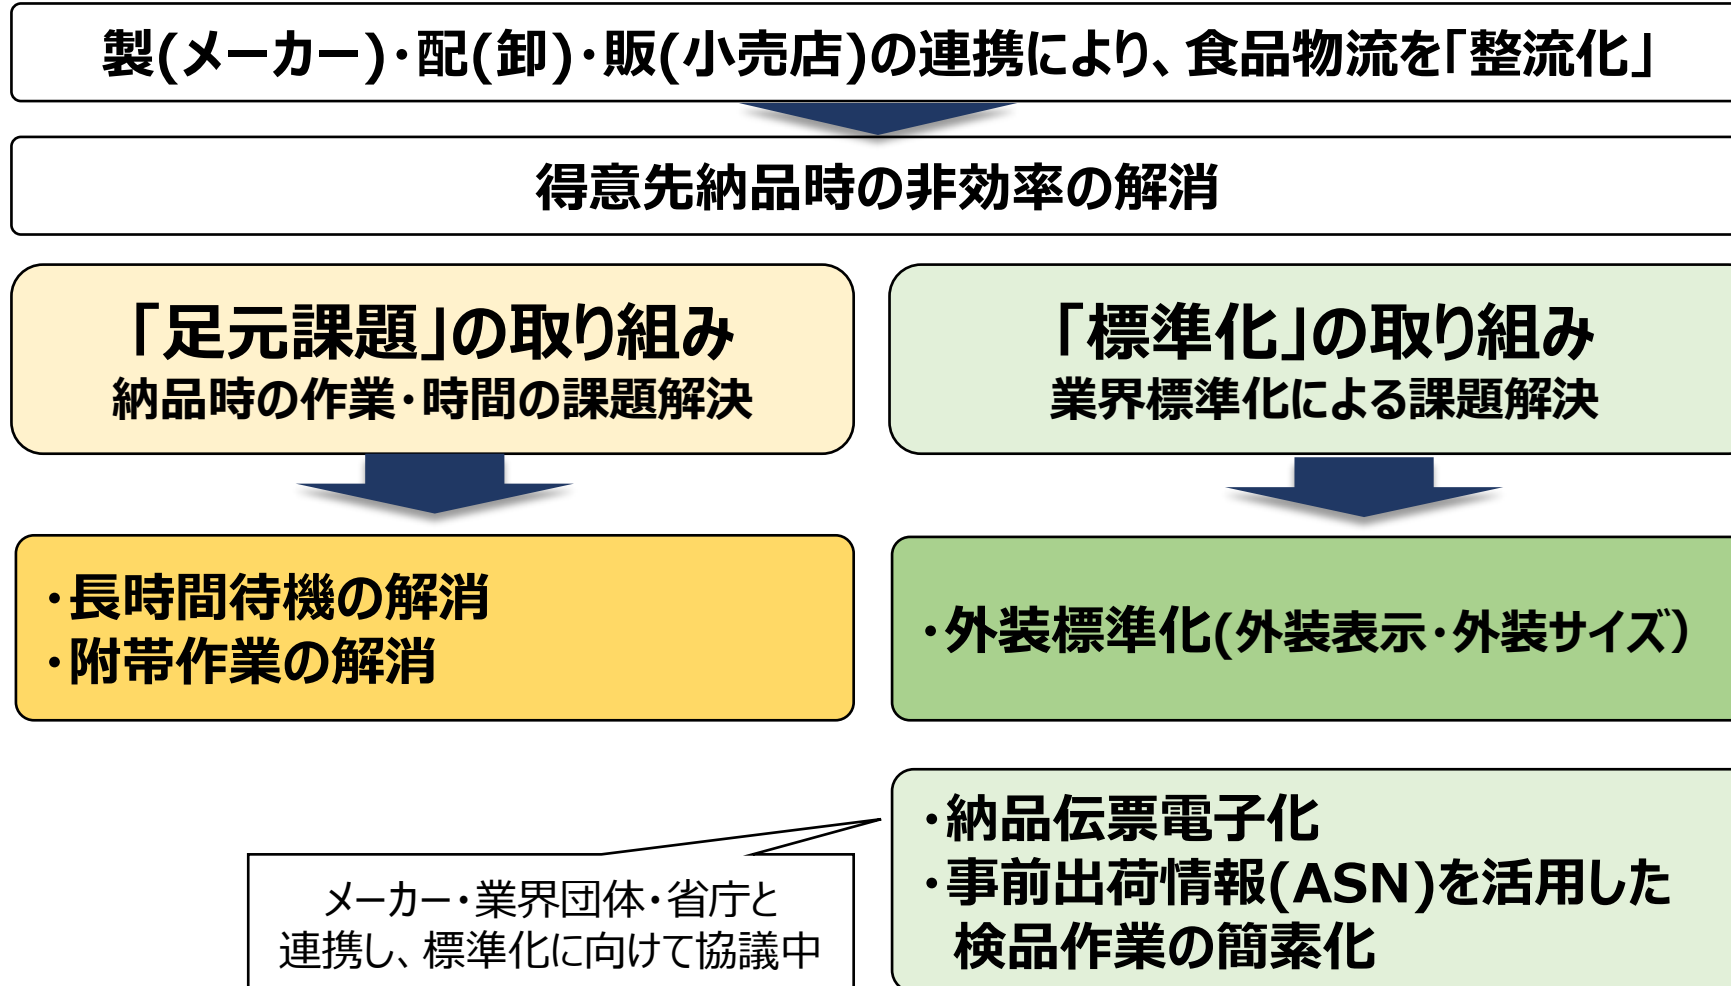 製(メーカー)・配(卸)・販(小売店)の連携により、食品物流を「整流化」
得意先納品時の非効率の解消
「足元課題」の取り組み
納品時の作業・時間の課題解決
・長時間待機の解消
・附帯作業の解消
「標準化」の取り組み
業界標準化による課題解決
・外装標準化(外装表示・外装サイズ）
・納品伝票電子化
・事前出荷情報(ASN)を活用した
検品作業の簡素化
メーカー・業界団体・省庁と
連携し、標準化に向けて協議中